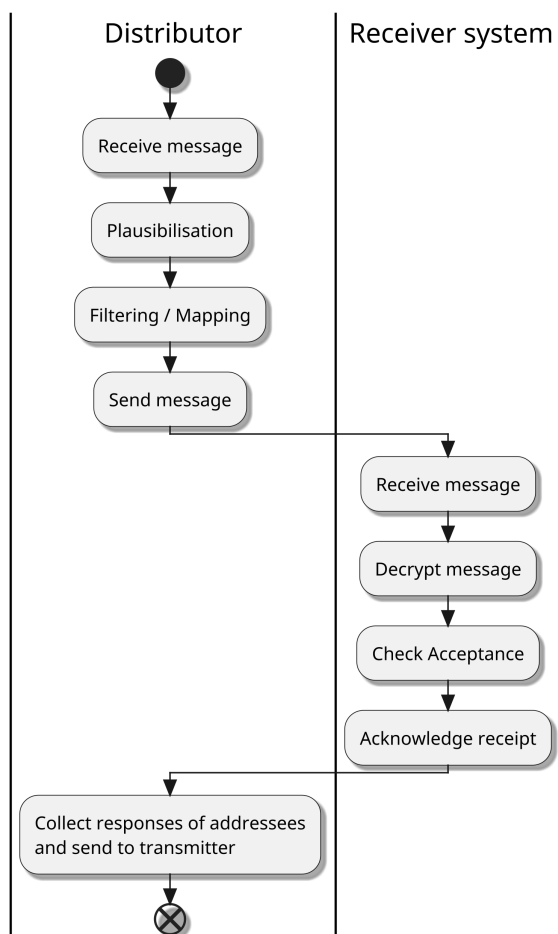 Distributor
Receiver system
Receive message
Plausibilisation
Filtering / Mapping
Send message
Receive message
Decrypt message
Check Acceptance
Acknowledge receipt
Collect responses of addressees
and send to transmitter